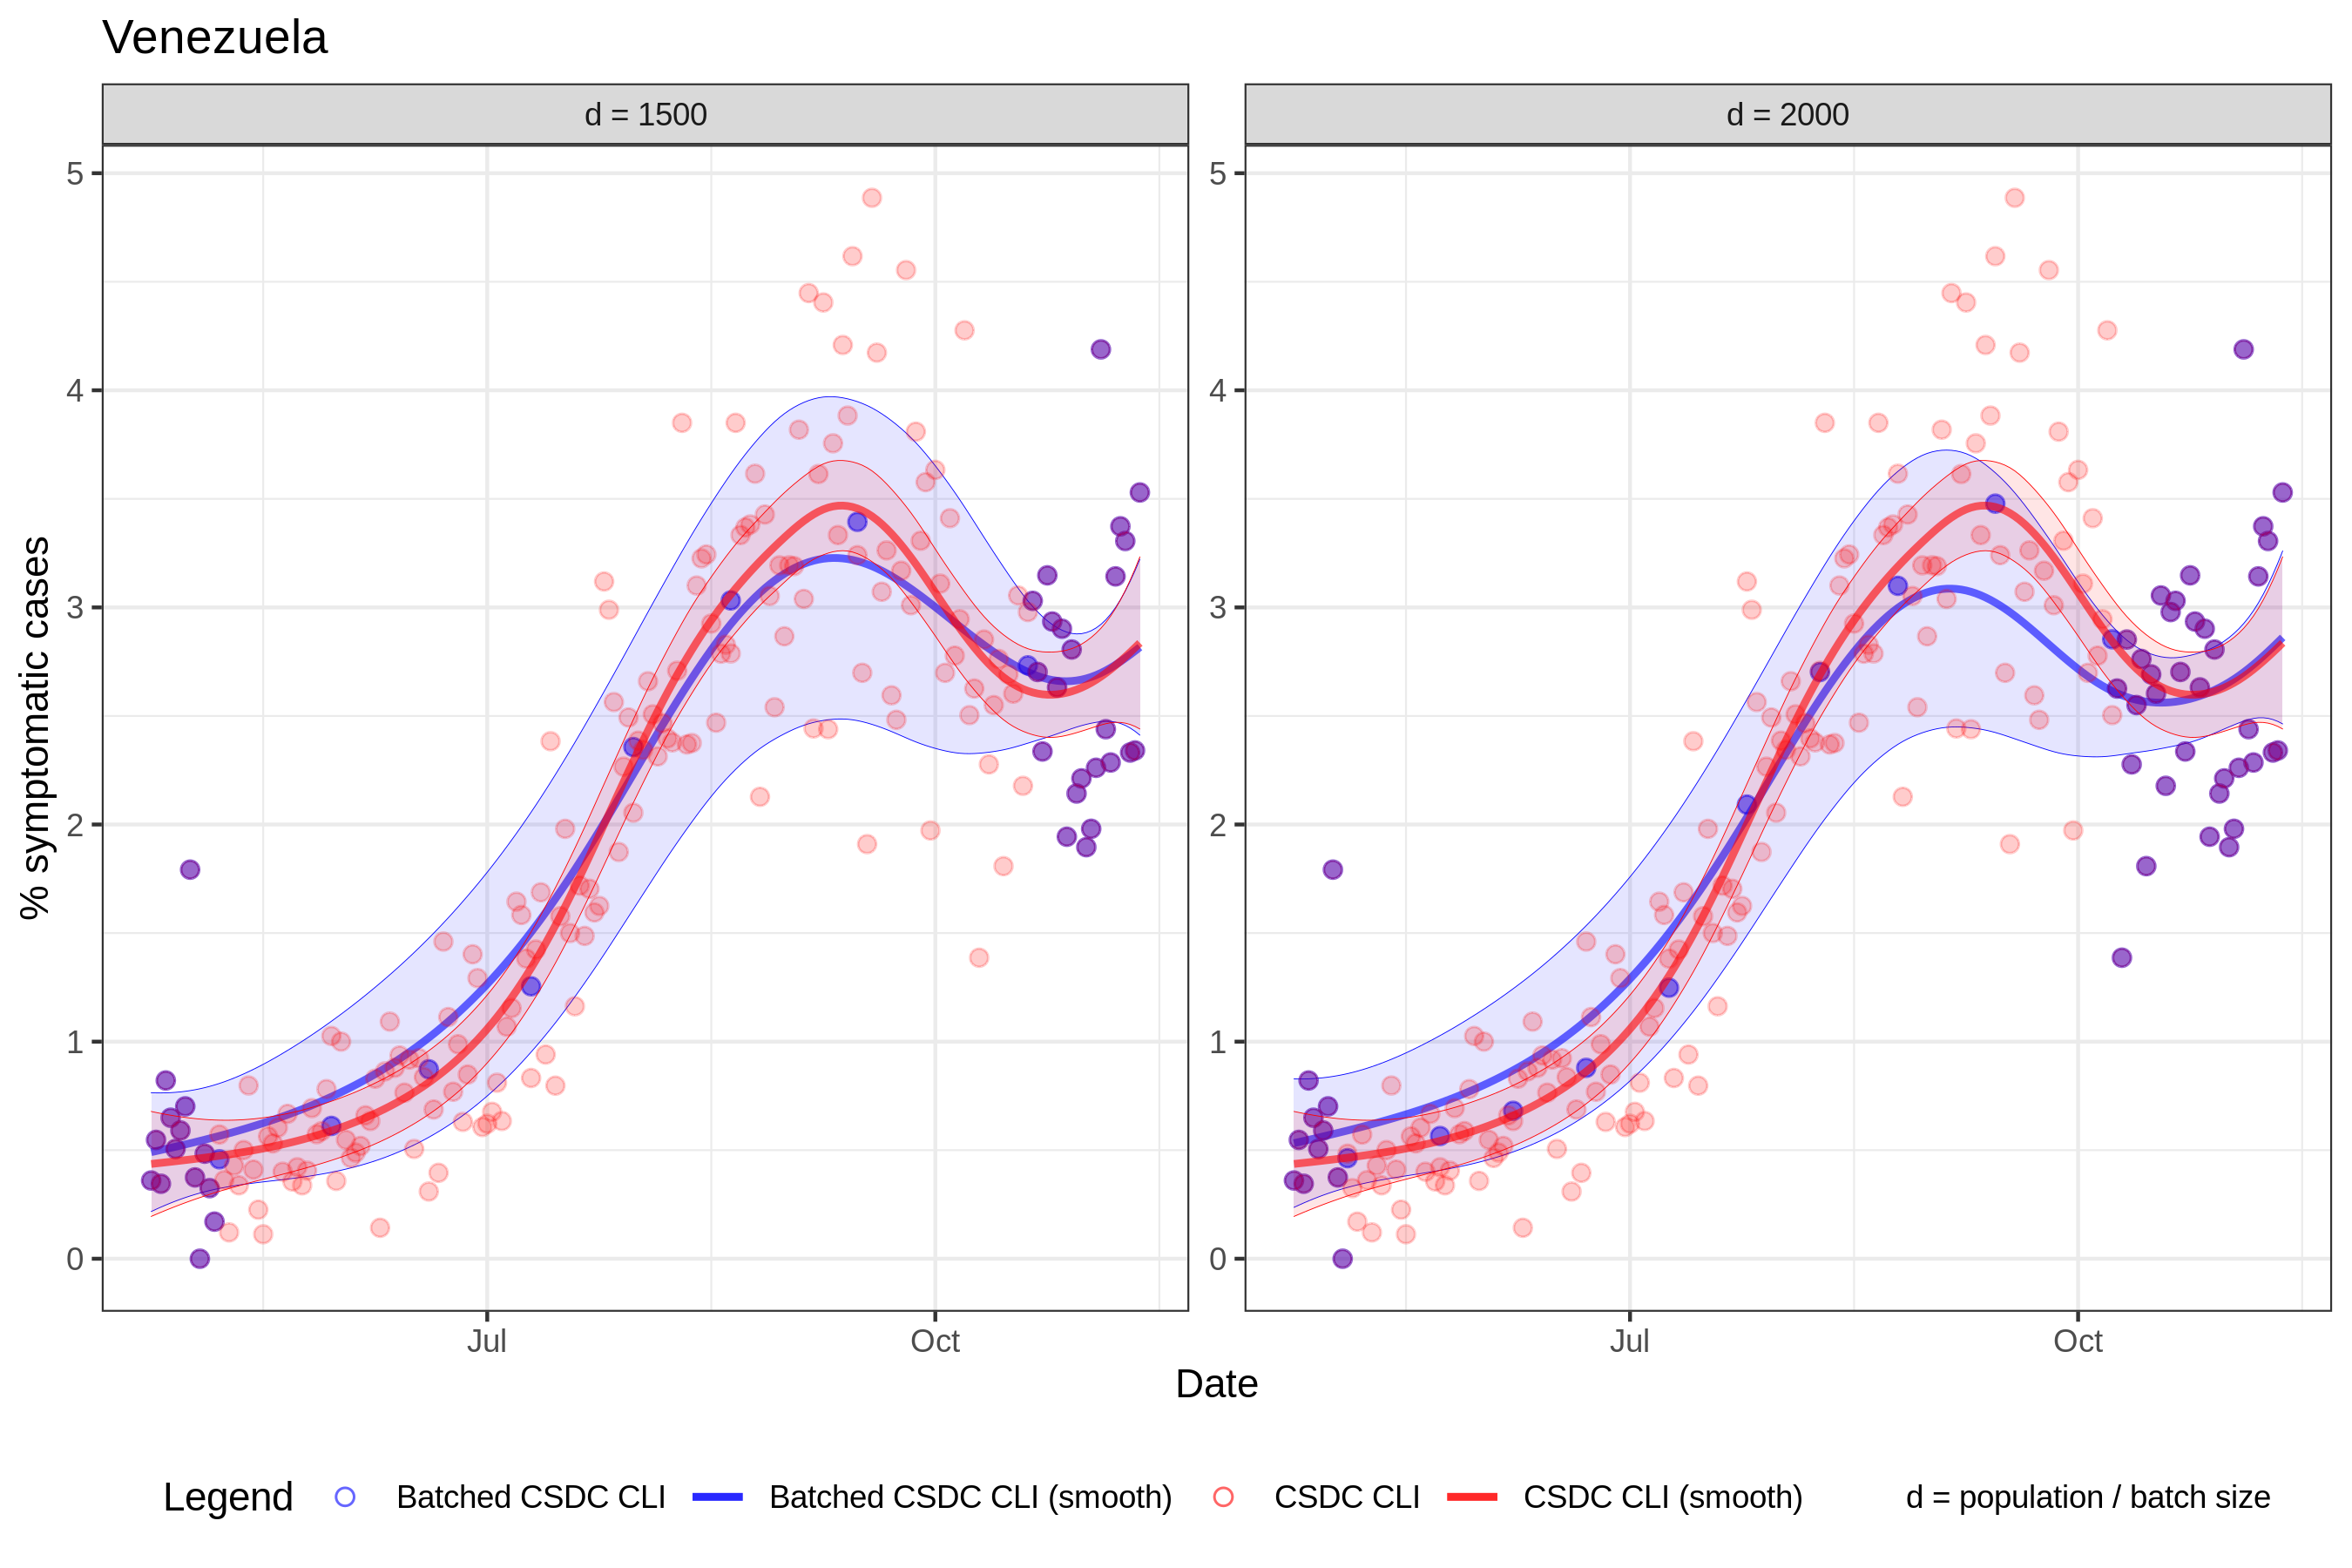 Venezuela
d = 1500
d = 2000
% symptomatic cases
5
4
3
2
1
0
5
4
3
2
1
0
Jul
Oct
Jul
Oct
Date
Legend
Batched CSDC CLI
Batched CSDC CLI (smooth)
CSDC CLI
CSDC CLI (smooth)
d = population / batch size